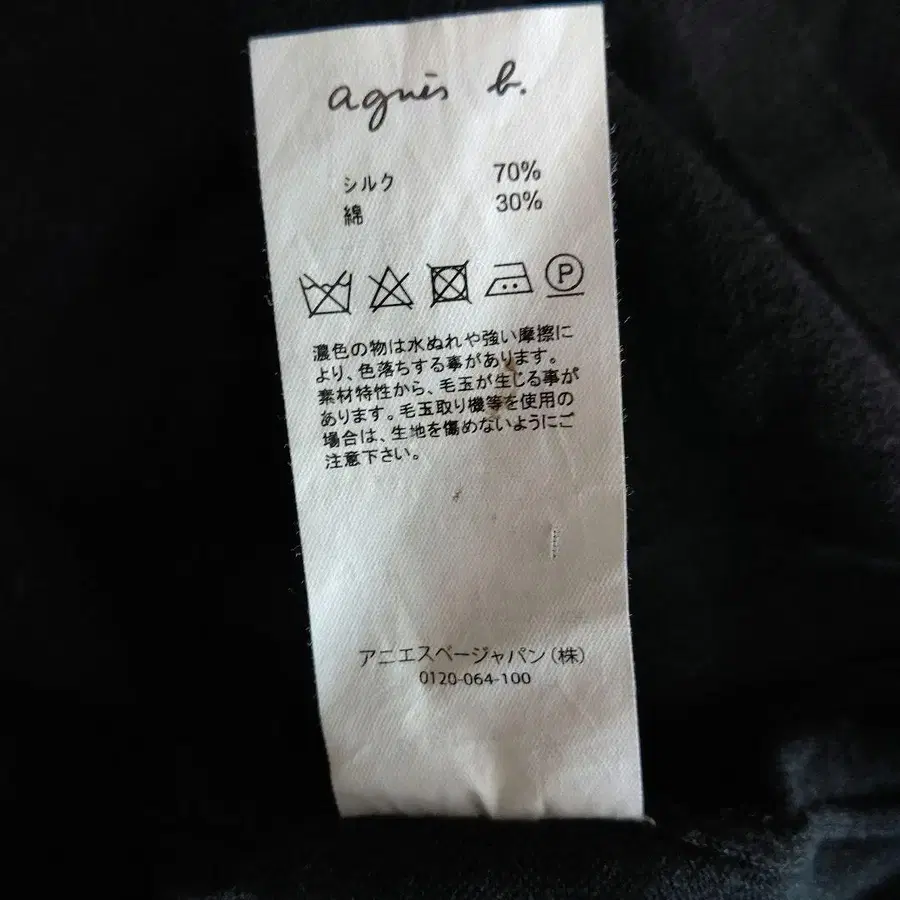 agnès b.
シルク 70%
綿 30%
P
濃色の物は水ぬれや強い摩擦に
より、色落ちする事があります。
素材特性から、毛玉が生じる事が
あります。毛玉取り機等を使用の
場合は、生地を傷めないようにご
注意下さい。
アニエスベージャパン(株)
0120-064-100